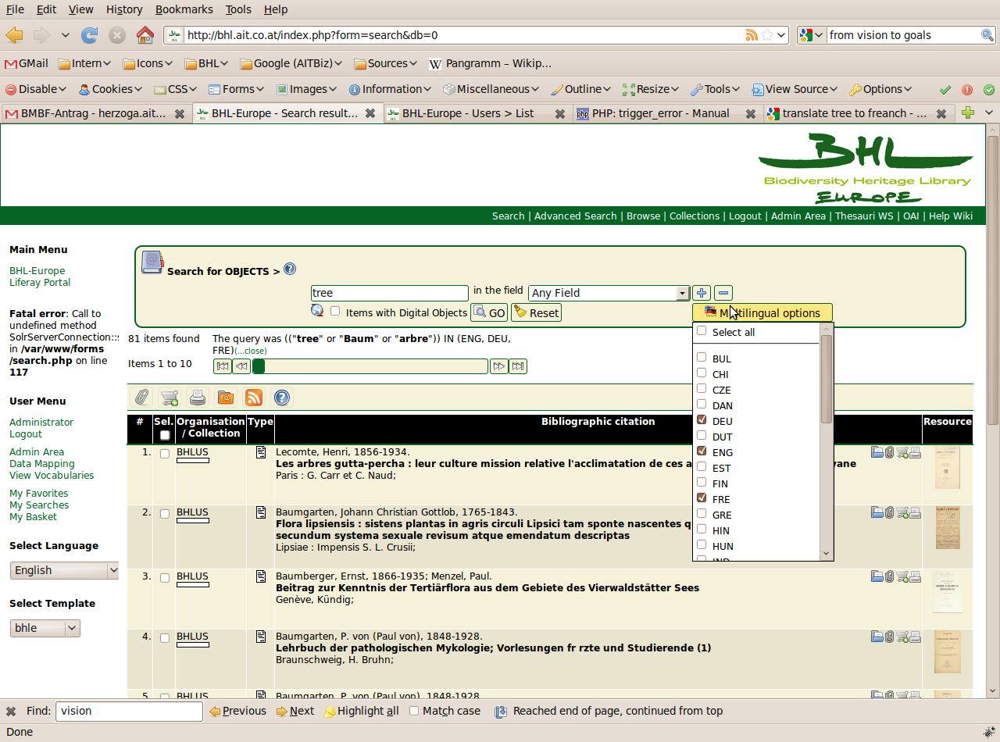 File Edit View History Bookmarks Tools Help
http://bhl.ait.co.at/index.php?form=search&db=0
from vision to goals
GMail Intern Icons BHL Google (AITBiz) Sources W Pangramm – Wikip...
Disable Cookies CSS Forms Images Information Miscellaneous Outline Resize Tools View Source Options
BMBF-Antrag - herzoga.ait... BHL-Europe - Search result... BHL-Europe - Users > List PHP: trigger_error - Manual translate tree to freanch - ...
BHL
Biodiversity Heritage Library
EUROPE
Search | Advanced Search | Browse | Collections | Logout | Admin Area | Thesauri WS | OAI | Help Wiki
Main Menu
BHL-Europe
Liferay Portal
Fatal error: Call to
undefined method
SolrServerConnection::
in /var/www/forms
/search.php on line
117
User Menu
Administrator
Logout
Admin Area
Data Mapping
View Vocabularies
My Favorites
My Searches
My Basket
Select Language
English
Select Template
bhle
Search for OBJECTS >
tree in the field Any Field
Items with Digital Objects GO Reset
Multilingual options
Select all
BUL
CHI
CZE
DAN
DEU
DUT
ENG
EST
FIN
FRE
GRE
HIN
HUN
IND
81 items found
The query was (("tree" or "Baum" or "arbre")) IN (ENG, DEU,
FRE)(...close)
Items 1 to 10
# Sel. Organisation / Collection Type Bibliographic citation Resource
1. BHLUS Lecomte, Henri, 1856-1934.
Les arbres gutta-percha : leur culture mission relative l'acclimatation de ces a vane
Paris : G. Carr et C. Naud;
2. BHLUS Baumgarten, Johann Christian Gottlob, 1765-1843.
Flora lipsiensis : sistens plantas in agris circuli Lipsici tam sponte nascentes q
secundum systema sexuale revisum atque emendatum descriptas
Lipsiae : Impensis S. L. Crusii;
3. BHLUS Baumberger, Ernst, 1866-1935; Menzel, Paul.
Beitrag zur Kenntnis der Tertiärflora aus dem Gebiete des Vierwaldstätter Sees
Genève, Kündig;
4. BHLUS Baumgarten, P. von (Paul von), 1848-1928.
Lehrbuch der pathologischen Mykologie; Vorlesungen fr rzte und Studierende (1)
Braunschweig, H. Bruhn;
5. BHLUS Baumgarten, P. von (Paul von), 1848-1928.
Find: vision Previous Next Highlight all Match case Reached end of page, continued from top
Done